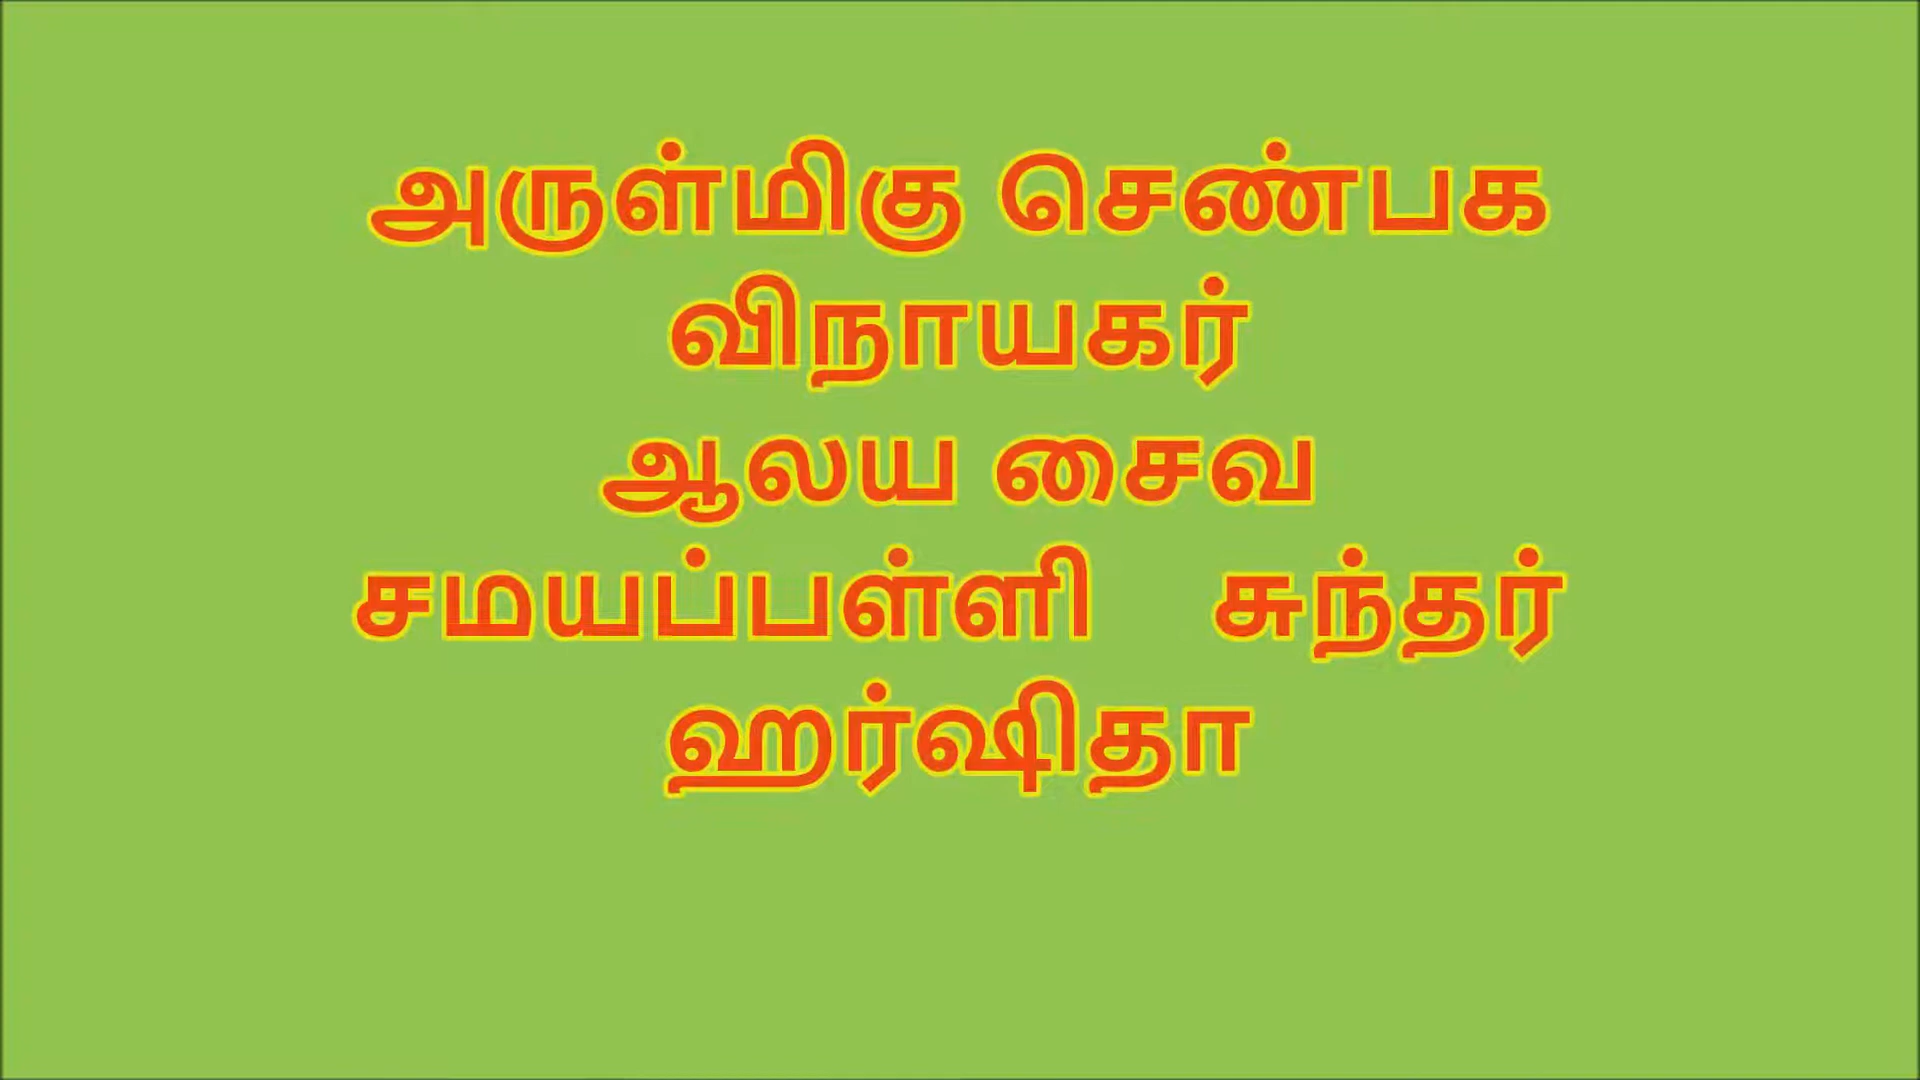 அருள்மிகு செண்பக
விநாயகர்
ஆலய சைவ
சமயப்பள்ளி சுந்தர்
ஹர்ஷிதா